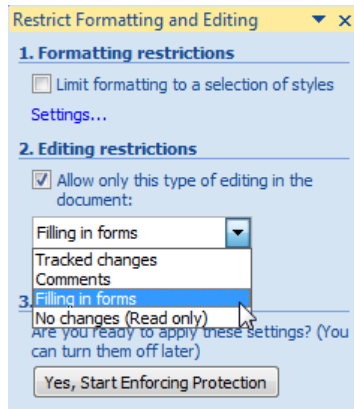 Restrict Formatting and Editing
1. Formatting restrictions
Limit formatting to a selection of styles
Settings...
2. Editing restrictions
Allow only this type of editing in the
document:
Filling in forms
Tracked changes
Comments
Filling in forms
3.
No changes (Read only)
Are you ready to apply these settings? (You
can turn them off later)
Yes, Start Enforcing Protection